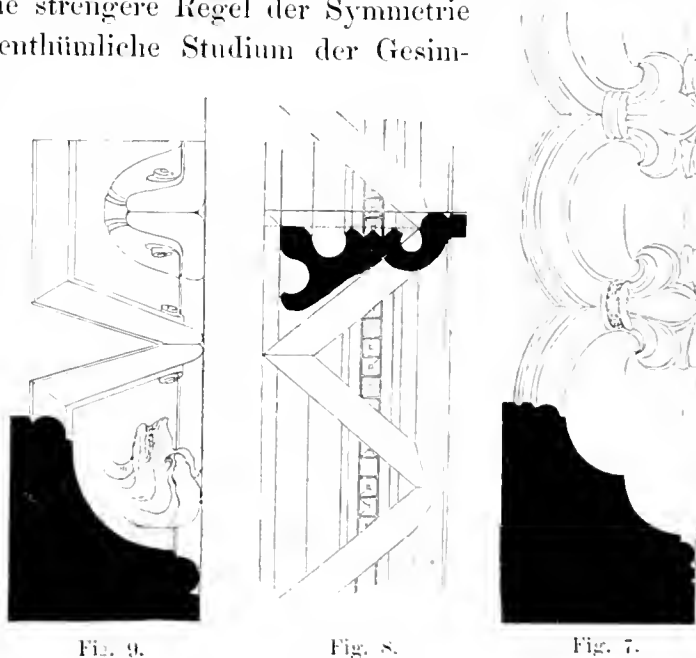 strengere Regel der Symmetrie
enthümliche Studium der Gesim-
Fig. 9. Fig. 8. Fig. 7.